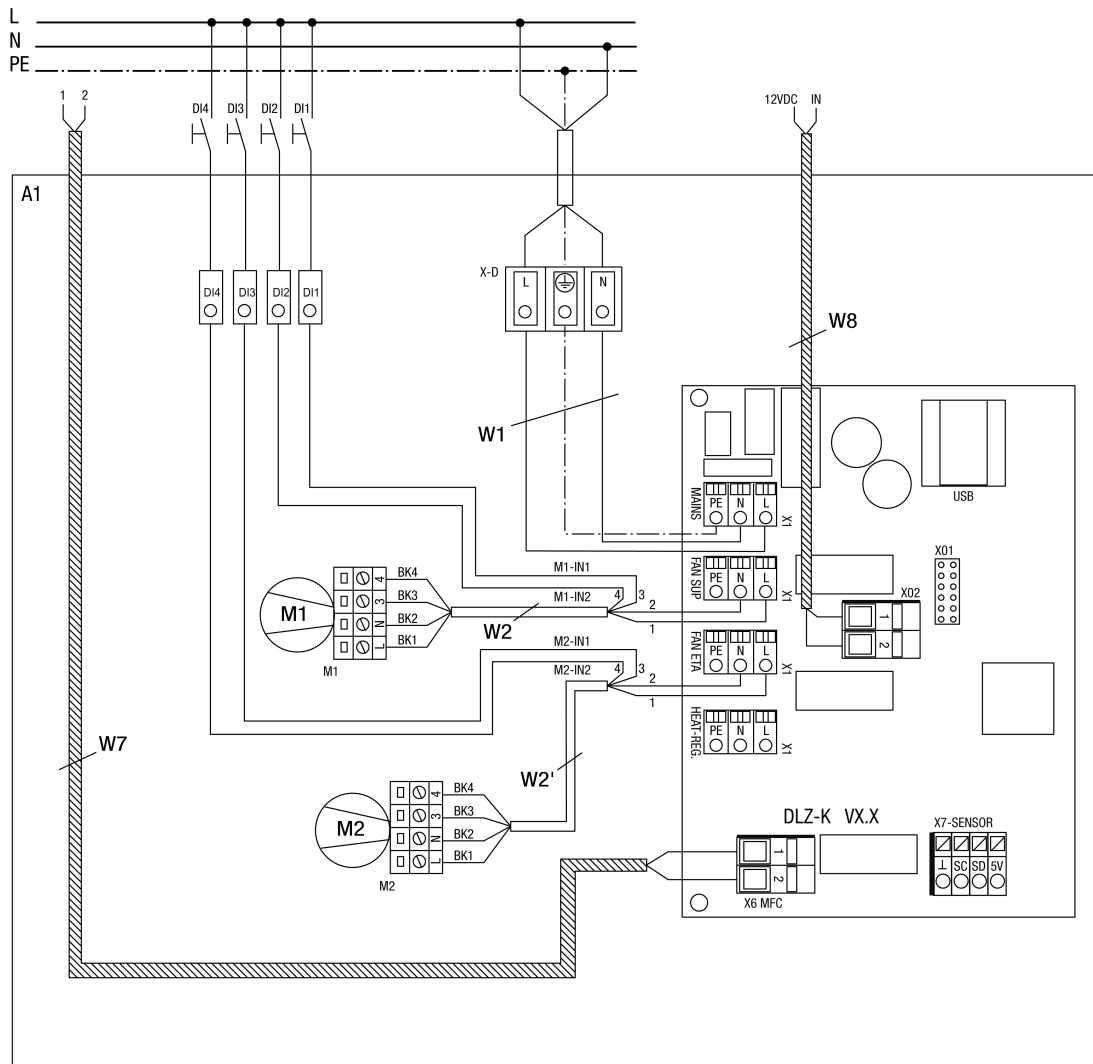 L
N
PE
1 2
DI4 DI3 DI2 DI1
12VDC IN
A1
X-D
L N
DI4 DI3 DI2 DI1
W8
W1
USB
MAINS
PE N L
X1
X01
M1-IN1
FAN SUP
PE N L
X1
X02
1
2
M1
BK4
BK3
BK2
BK1
4
3
N
L
M1
M1-IN2
4 3
2
1
W2
M2-IN1
M2-IN2
4 3
2
1
FAN ETA
PE N L
X1
HEAT-REG.
PE N L
X1
W7
W2'
M2
BK4
BK3
BK2
BK1
4
3
N
L
M2
DLZ-K VX.X
X7-SENSOR
⊥ SC SD 5V
1
2
X6 MFC